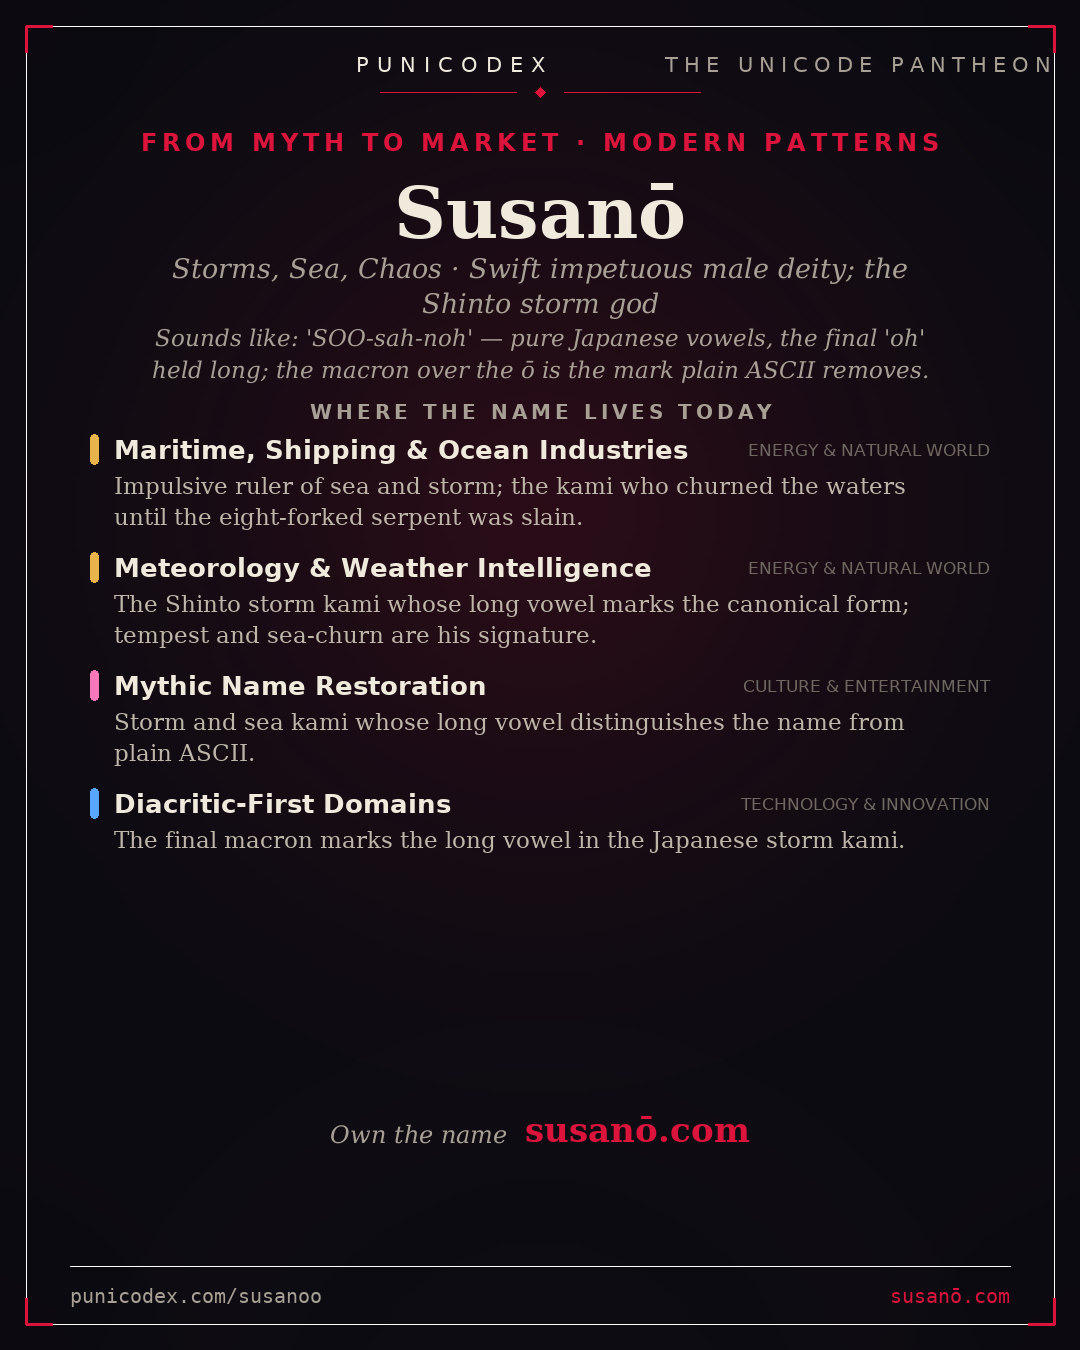 PUNICODEX THE UNICODE PANTHEON
FROM MYTH TO MARKET · MODERN PATTERNS
Susanō
Storms, Sea, Chaos · Swift impetuous male deity; the
Shinto storm god
Sounds like: 'SOO-sah-noh' — pure Japanese vowels, the final 'oh'
held long; the macron over the ō is the mark plain ASCII removes.
WHERE THE NAME LIVES TODAY
Maritime, Shipping & Ocean Industries ENERGY & NATURAL WORLD
Impulsive ruler of sea and storm; the kami who churned the waters
until the eight-forked serpent was slain.
Meteorology & Weather Intelligence ENERGY & NATURAL WORLD
The Shinto storm kami whose long vowel marks the canonical form;
tempest and sea-churn are his signature.
Mythic Name Restoration CULTURE & ENTERTAINMENT
Storm and sea kami whose long vowel distinguishes the name from
plain ASCII.
Diacritic-First Domains TECHNOLOGY & INNOVATION
The final macron marks the long vowel in the Japanese storm kami.
Own the name susanō.com
punicodex.com/susanoo susanō.com